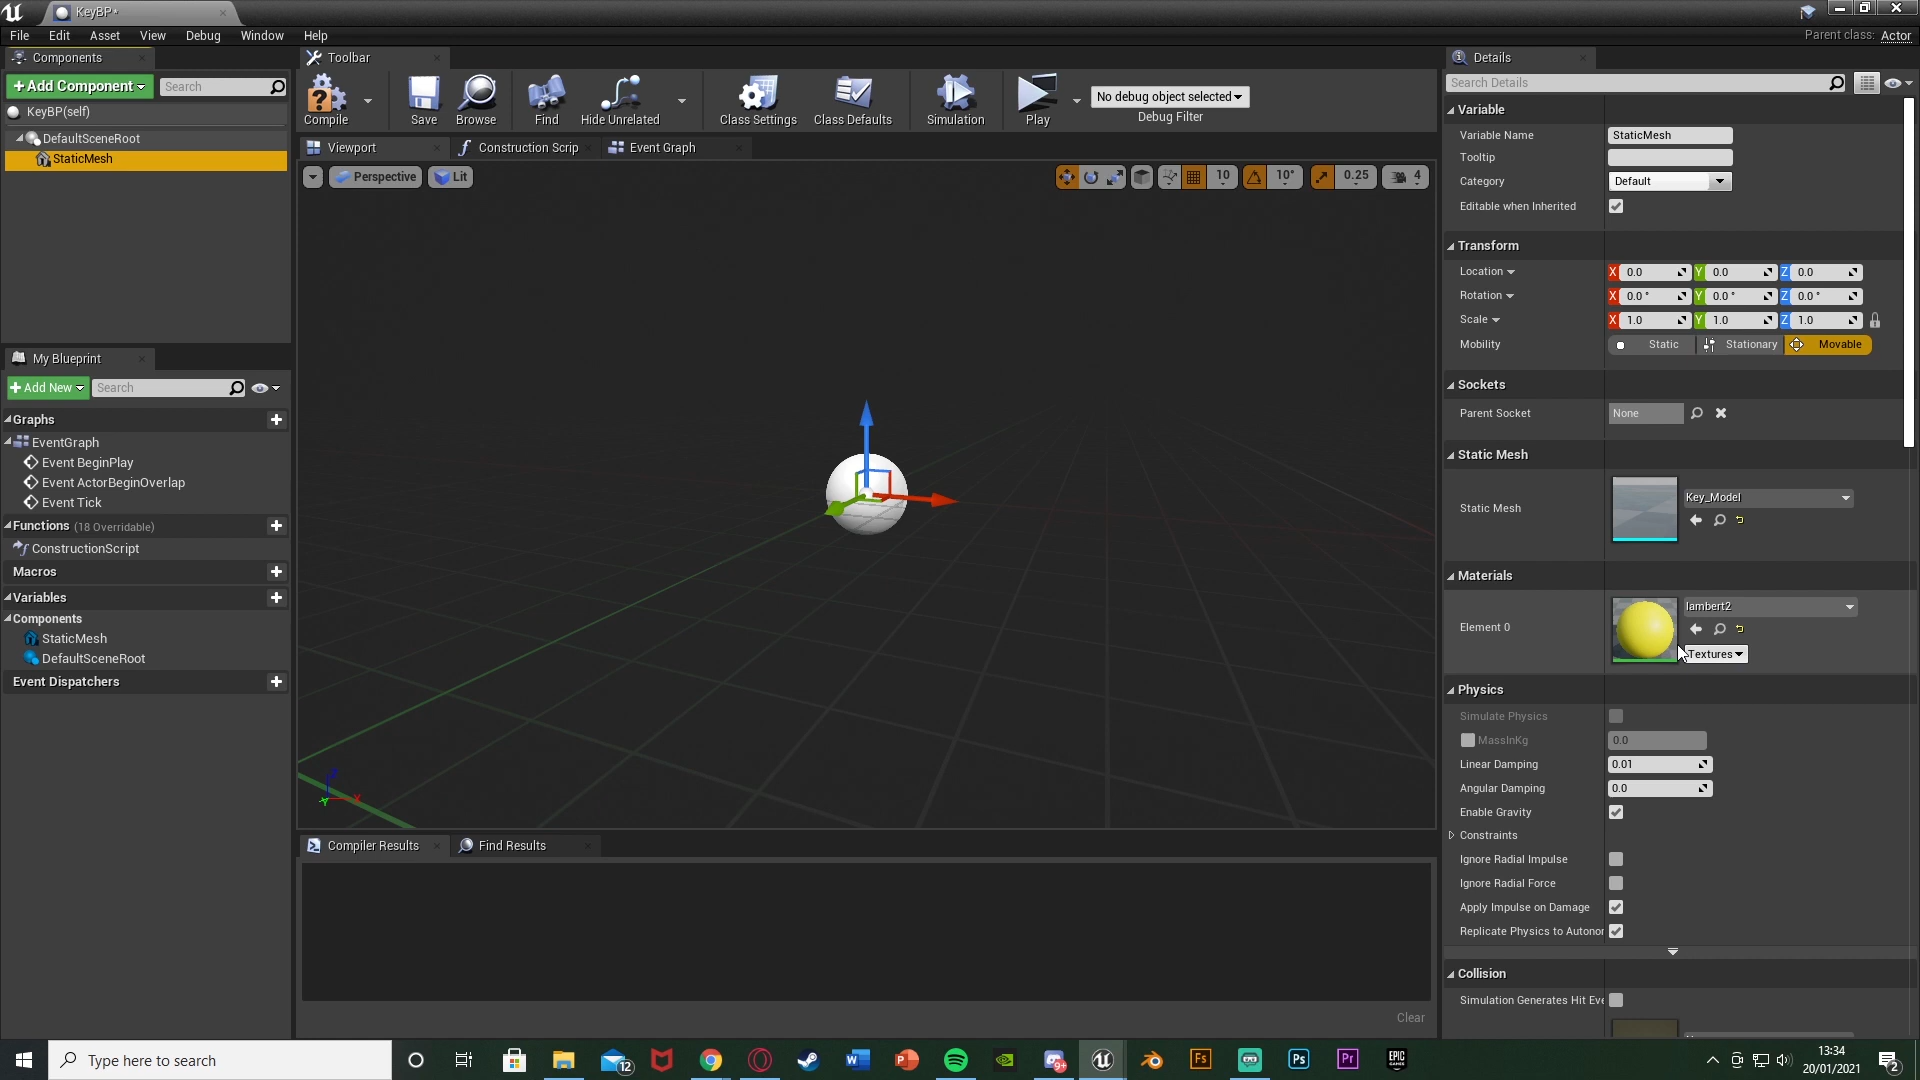 KeyBP*
File Edit Asset View Debug Window Help
Parent class: Actor
Components
+ Add Component
Search
KeyBP(self)
DefaultSceneRoot
StaticMesh
My Blueprint
+ Add New
Search
Graphs
EventGraph
Event BeginPlay
Event ActorBeginOverlap
Event Tick
Functions (18 Overridable)
ConstructionScript
Macros
Variables
Components
StaticMesh
DefaultSceneRoot
Event Dispatchers
Toolbar
Compile
Save
Browse
Find
Hide Unrelated
Class Settings
Class Defaults
Simulation
Play
No debug object selected
Debug Filter
Viewport
Construction Scrip
Event Graph
Perspective
Lit
10
10°
0.25
4
Z
X
Y
Compiler Results
Find Results
Clear
Details
Search Details
Variable
Variable Name StaticMesh
Tooltip
Category Default
Editable when Inherited
Transform
Location X 0.0 Y 0.0 Z 0.0
Rotation X 0.0 ° Y 0.0 ° Z 0.0 °
Scale X 1.0 Y 1.0 Z 1.0
Mobility Static Stationary Movable
Sockets
Parent Socket None
Static Mesh
Static Mesh Key_Model
Materials
Element 0 lambert2
Textures
Physics
Simulate Physics
MassInKg 0.0
Linear Damping 0.01
Angular Damping 0.0
Enable Gravity
Constraints
Ignore Radial Impulse
Ignore Radial Force
Apply Impulse on Damage
Replicate Physics to Autonor
Collision
Simulation Generates Hit Eve
Type here to search
12
W
P
9+
Fs
Ps
Pr
EPIC
GAMES
13:34
20/01/2021
2